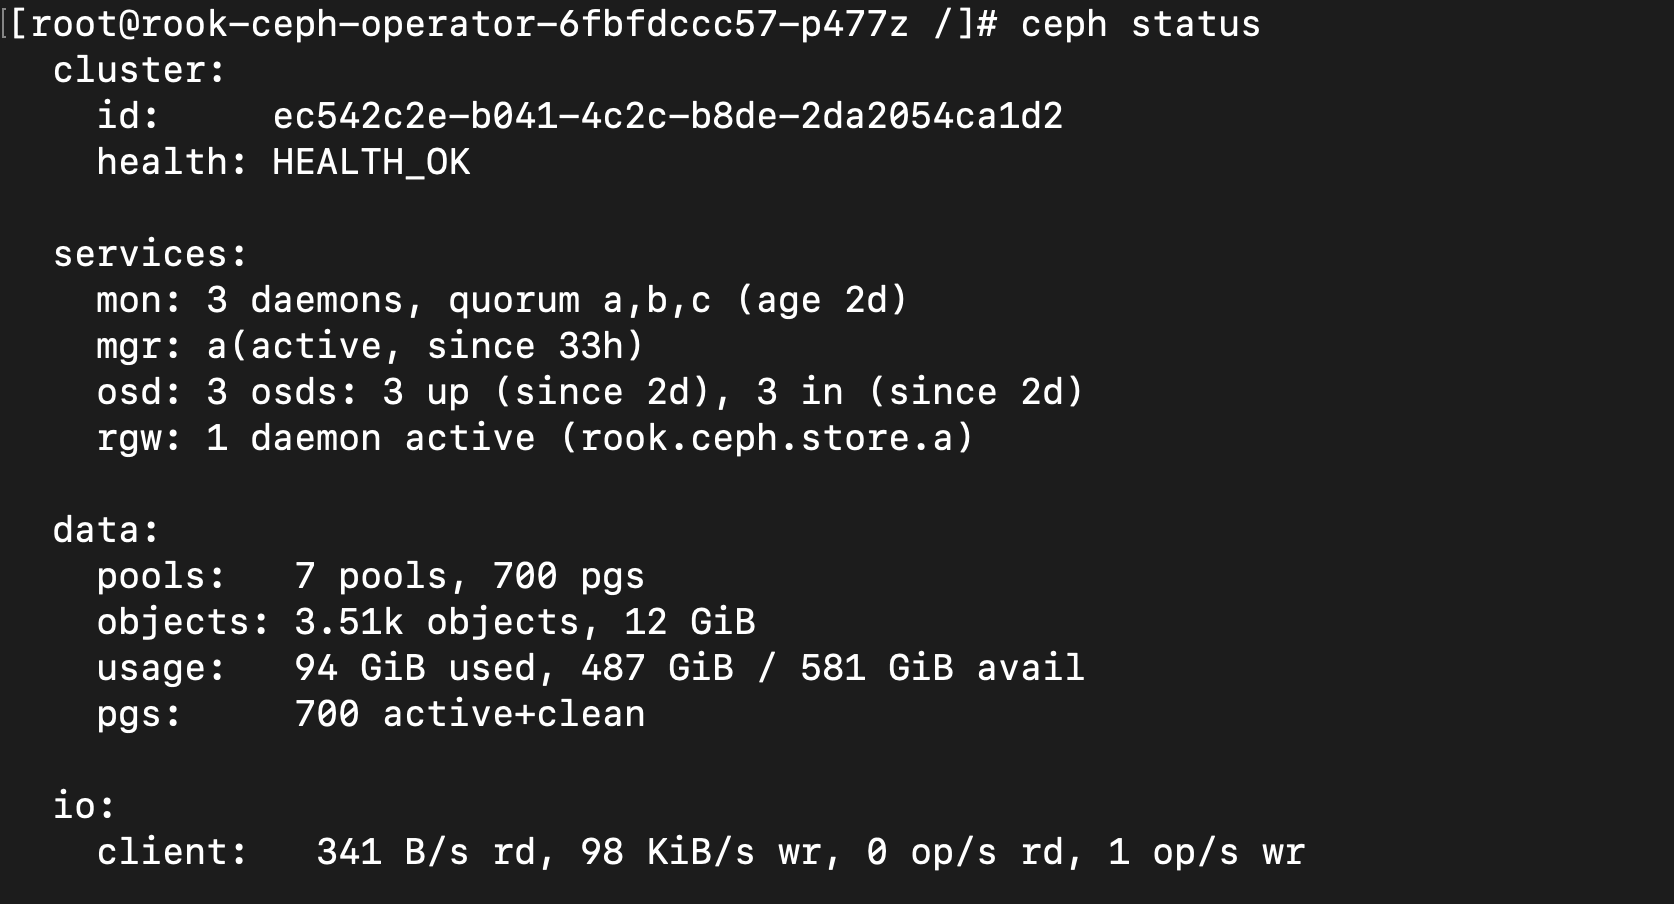 [[root@rook-ceph-operator-6fbfdccc57-p477z /]# ceph status
  cluster:
    id:     ec542c2e-b041-4c2c-b8de-2da2054ca1d2
    health: HEALTH_OK

  services:
    mon: 3 daemons, quorum a,b,c (age 2d)
    mgr: a(active, since 33h)
    osd: 3 osds: 3 up (since 2d), 3 in (since 2d)
    rgw: 1 daemon active (rook.ceph.store.a)

  data:
    pools:   7 pools, 700 pgs
    objects: 3.51k objects, 12 GiB
    usage:   94 GiB used, 487 GiB / 581 GiB avail
    pgs:     700 active+clean

  io:
    client:   341 B/s rd, 98 KiB/s wr, 0 op/s rd, 1 op/s wr